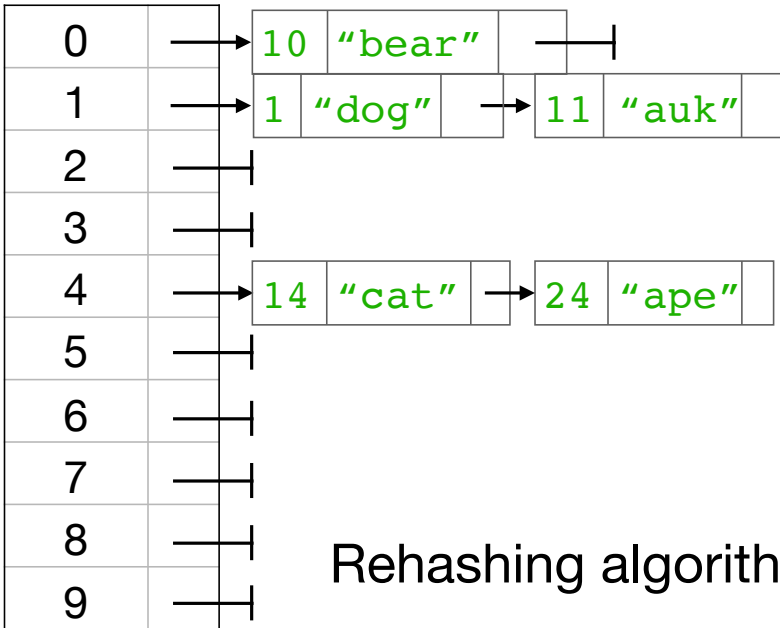 0 10 “bear”
1 1 “dog” 11 “auk”
2
3
4 14 “cat” 24 “ape”
5
6
7
8
Rehashing algorith
9